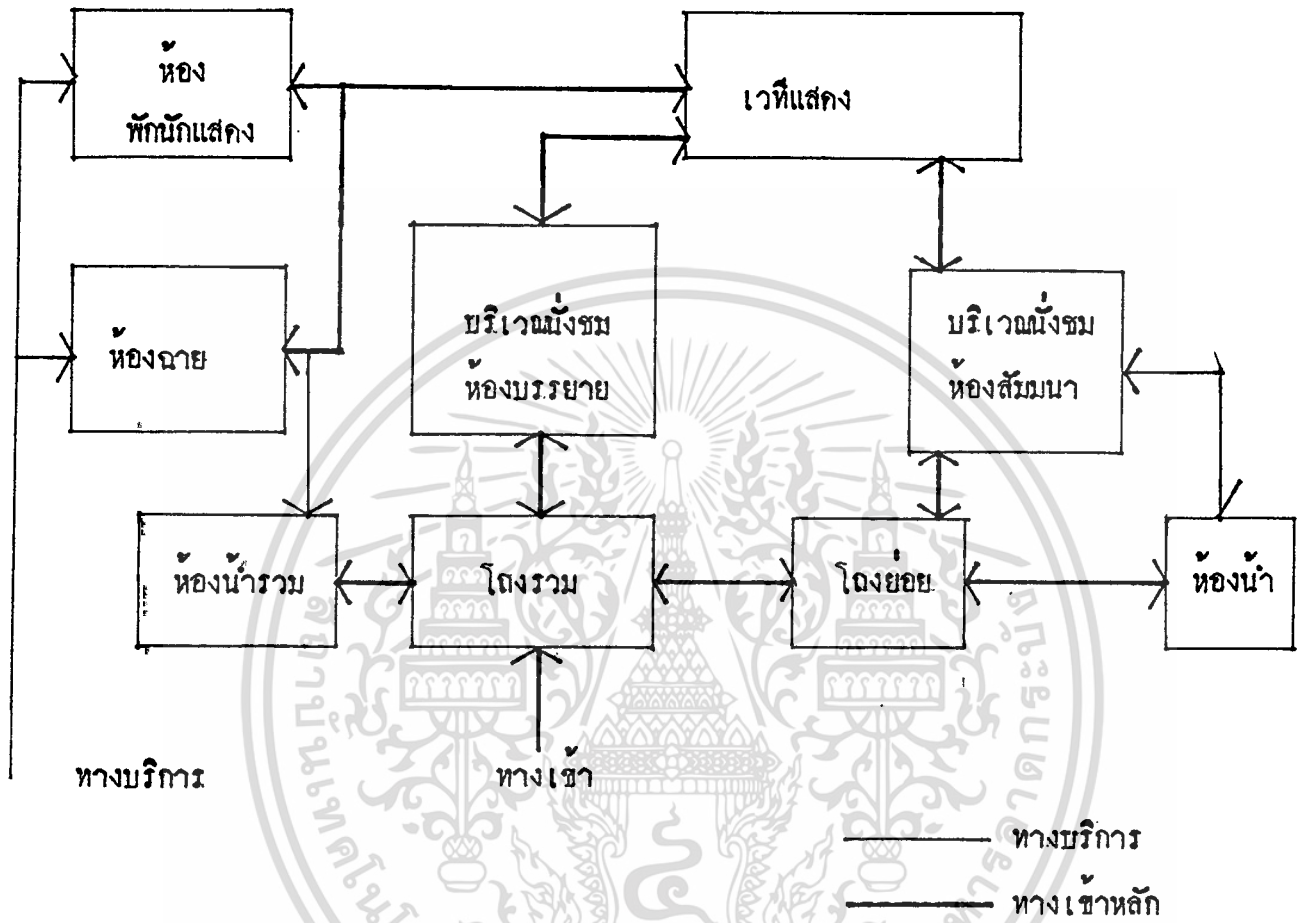 ห้อง
พักนักแสดง
เวทีแสดง
บริเวณนั่งชม
ห้องบรรยาย
บริเวณนั่งชม
ห้องสัมมนา
ห้องฉาย
ห้องน้ำรวม
โถงรวม
โถงย่อย
ห้องน้ำ
ทางบริการ
ทางเข้า
ทางบริการ
ทางเข้าหลัก